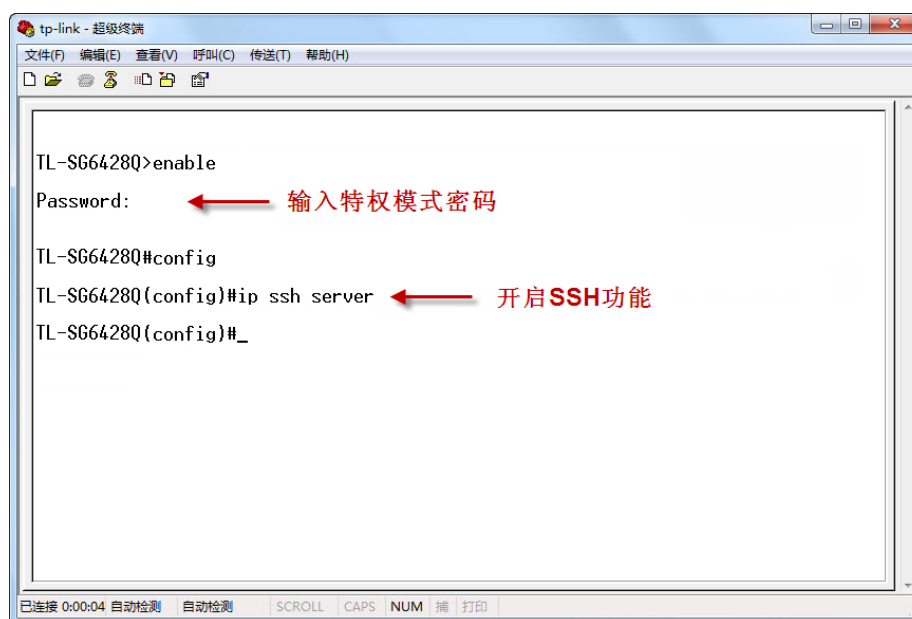 tp-link - 超级终端
文件(F) 编辑(E) 查看(V) 呼叫(C) 传送(T) 帮助(H)
TL-SG6428Q>enable
Password: 输入特权模式密码
TL-SG6428Q#config
TL-SG6428Q(config)#ip ssh server 开启SSH功能
TL-SG6428Q(config)#_
已连接 0:00:04 自动检测 自动检测 SCROLL CAPS NUM 捕 打印